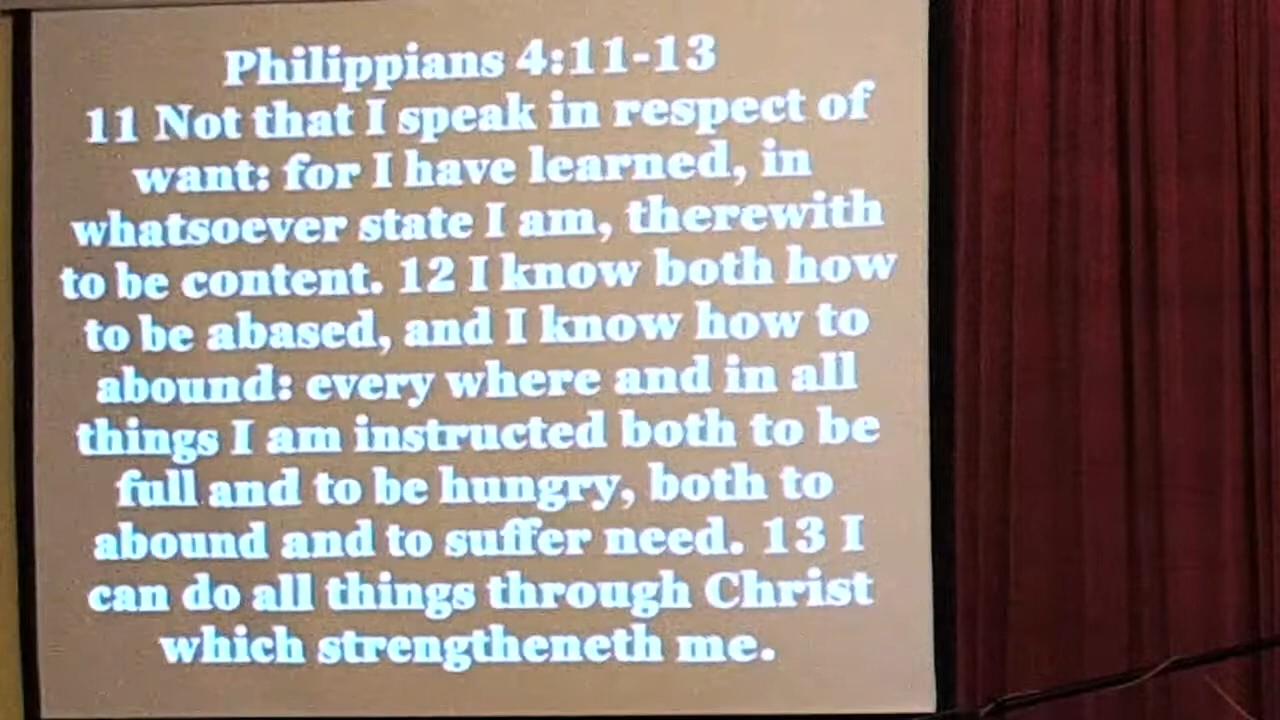 Philippians 4:11-13
11 Not that I speak in respect of
want: for I have learned, in
whatsoever state I am, therewith
to be content. 12 I know both how
to be abased, and I know how to
abound: every where and in all
things I am instructed both to be
full and to be hungry, both to
abound and to suffer need. 13 I
can do all things through Christ
which strengtheneth me.